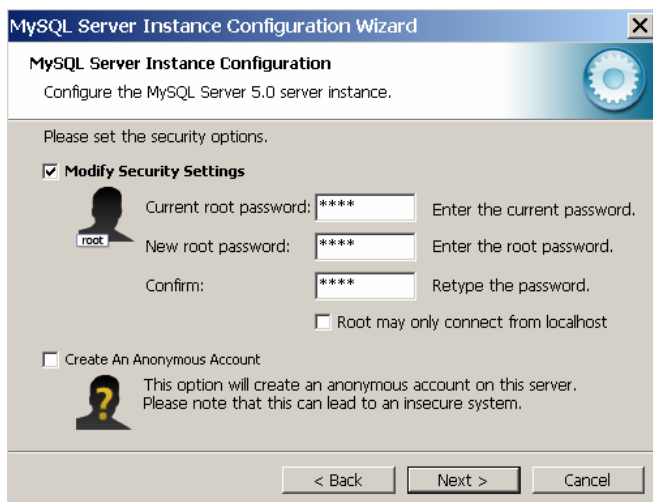 MySQL Server Instance Configuration Wizard
MySQL Server Instance Configuration
Configure the MySQL Server 5.0 server instance.
Please set the security options.
Modify Security Settings
root
Current root password: **** Enter the current password.
New root password: **** Enter the root password.
Confirm: **** Retype the password.
Root may only connect from localhost
Create An Anonymous Account
This option will create an anonymous account on this server.
Please note that this can lead to an insecure system.
< Back Next > Cancel